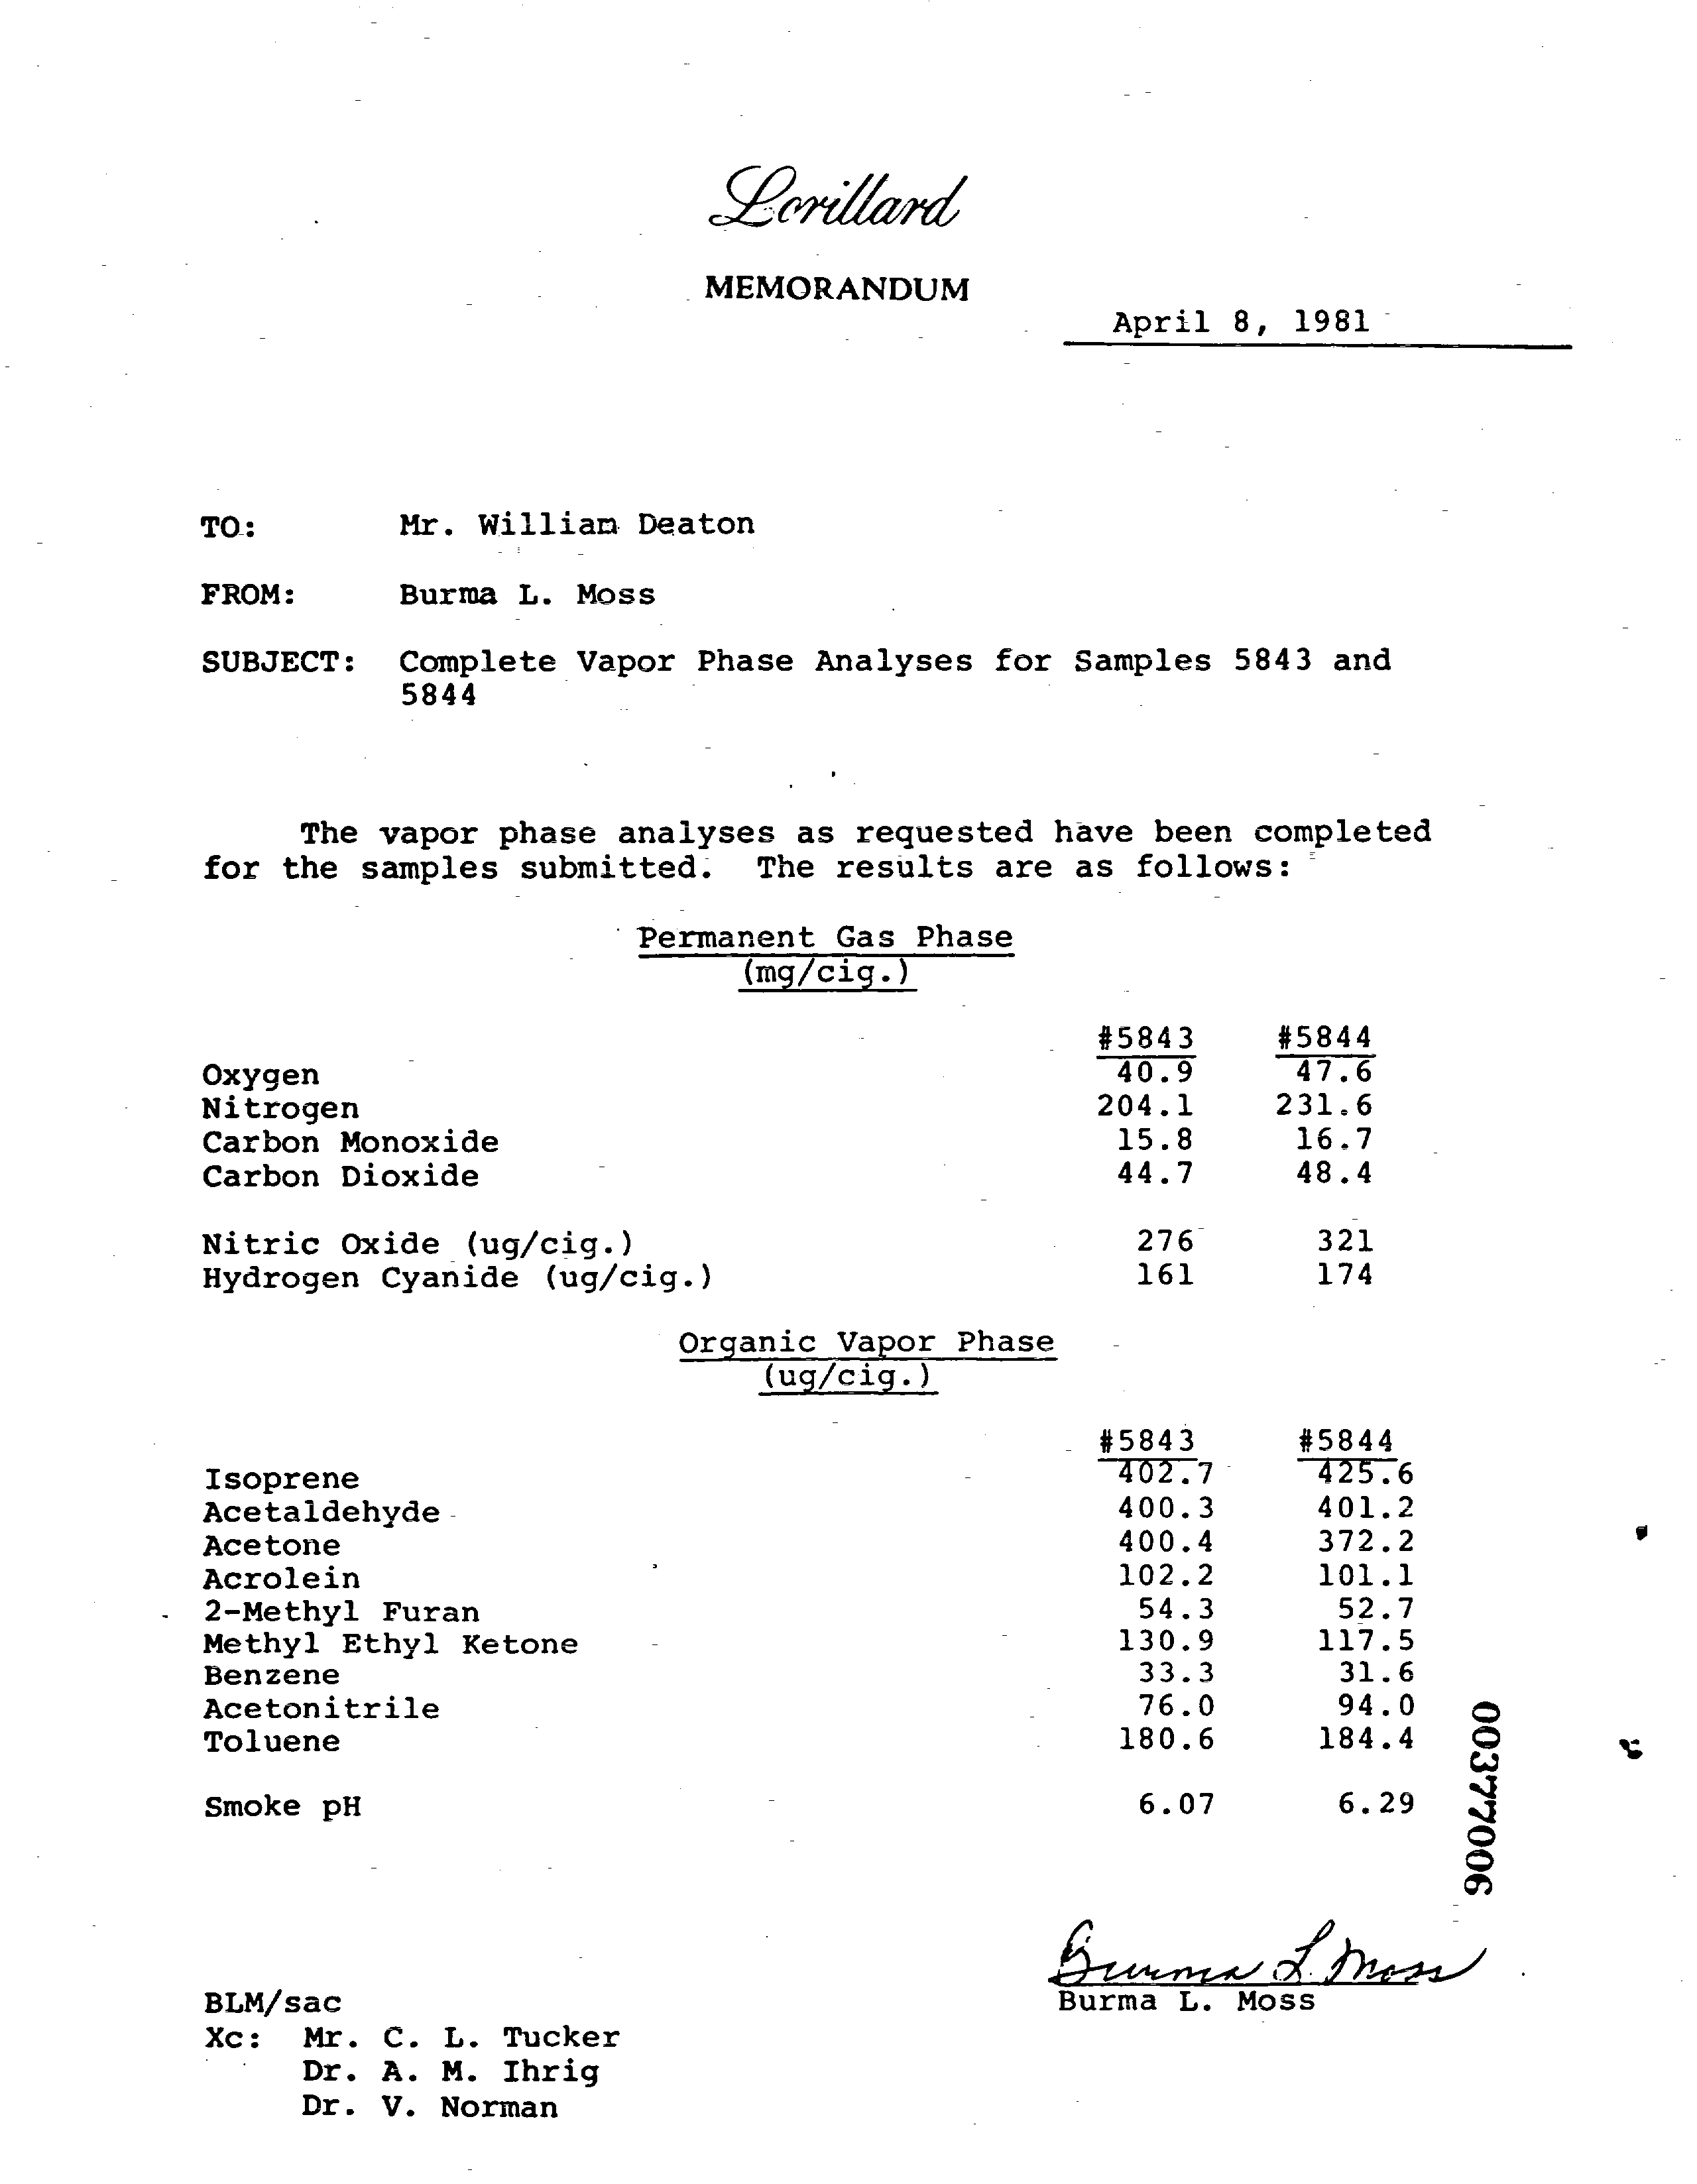 Lorillard
MEMORANDUM
April 8, 1981
TO: Mr. William Deaton
FROM: Burma L. Moss
SUBJECT: Complete Vapor Phase Analyses for Samples 5843 and
5844
The vapor phase analyses as requested have been completed
for the samples submitted. The results are as follows:
Permanent Gas Phase
(mg/cig.)
#5843 #5844
Oxygen 40.9 47.6
Nitrogen 204.1 231.6
Carbon Monoxide 15.8 16.7
Carbon Dioxide 44.7 48.4
Nitric Oxide (ug/cig.) 276 321
Hydrogen Cyanide (ug/cig.) 161 174
Organic Vapor Phase
(ug/cig.)
#5843 #5844
Isoprene 402.7 425.6
Acetaldehyde 400.3 401.2
Acetone 400.4 372.2
Acrolein 102.2 101.1
2-Methyl Furan 54.3 52.7
Methyl Ethyl Ketone 130.9 117.5
Benzene 33.3 31.6
Acetonitrile 76.0 94.0
Toluene 180.6 184.4
Smoke pH 6.07 6.29
00377006
Burma L. Moss
Burma L. Moss
BLM/sac
Xc: Mr. C. L. Tucker
Dr. A. M. Ihrig
Dr. V. Norman